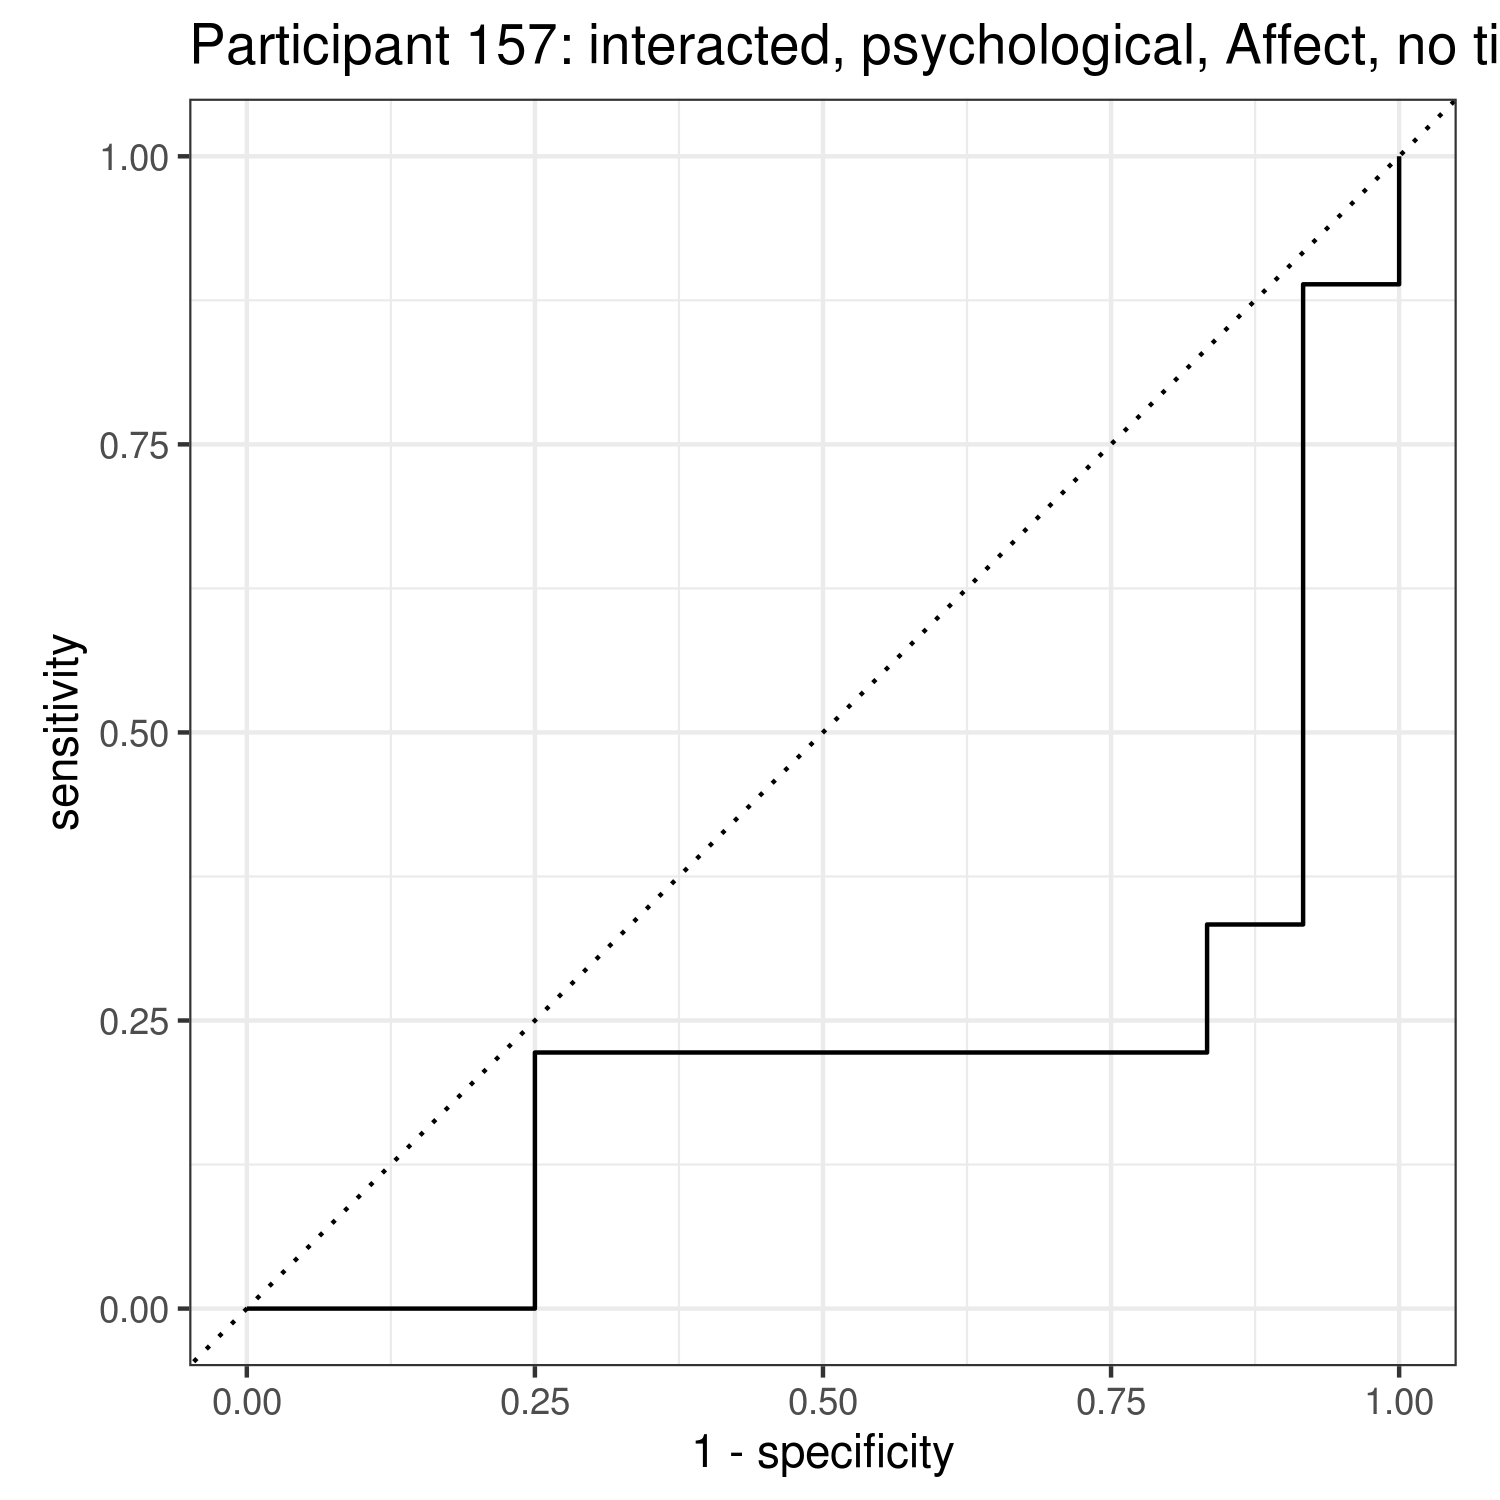 Participant 157: interacted, psychological, Affect, no ti
1.00
0.75
0.50
0.25
0.00
sensitivity
0.00 0.25 0.50 0.75 1.00
1 - specificity